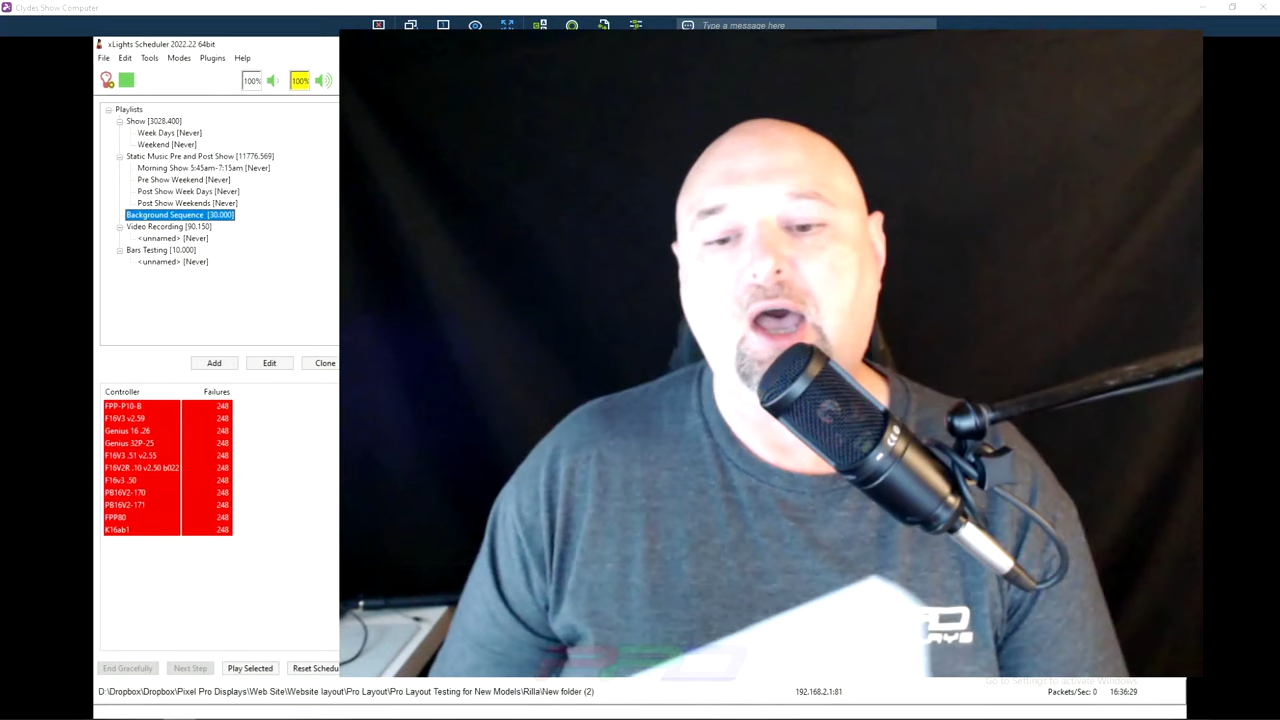 Clydes Show Computer
Type a message here
xLights Scheduler 2022.22 64bit
File Edit Tools Modes Plugins Help
100% 100%
Playlists
Show [3028.400]
Week Days [Never]
Weekend [Never]
Static Music Pre and Post Show [11776.569]
Morning Show 5:45am-7:15am [Never]
Pre Show Weekend [Never]
Post Show Week Days [Never]
Post Show Weekends [Never]
Background Sequence [30.000]
Video Recording [90.150]
<unnamed> [Never]
Bars Testing [10.000]
<unnamed> [Never]
Add Edit Clone
Controller Failures
FPP-P10-B 248
F16V3 v2.59 248
Genius 16 .26 248
Genius 32P-25 248
F16V3 .51 v2.55 248
F16V2R .10 v2.50 b022 248
F16v3 .50 248
PB16V2-170 248
PB16V2-171 248
FPP80 248
K16ab1 248
End Gracefully Next Step Play Selected Reset Schedu
Go to Settings to activate Windows.
D:\Dropbox\Dropbox\Pixel Pro Displays\Web Site\Website layout\Pro Layout\Pro Layout Testing for New Models\Rilla\New folder (2) 192.168.2.1:81 Packets/Sec: 0 16:36:29